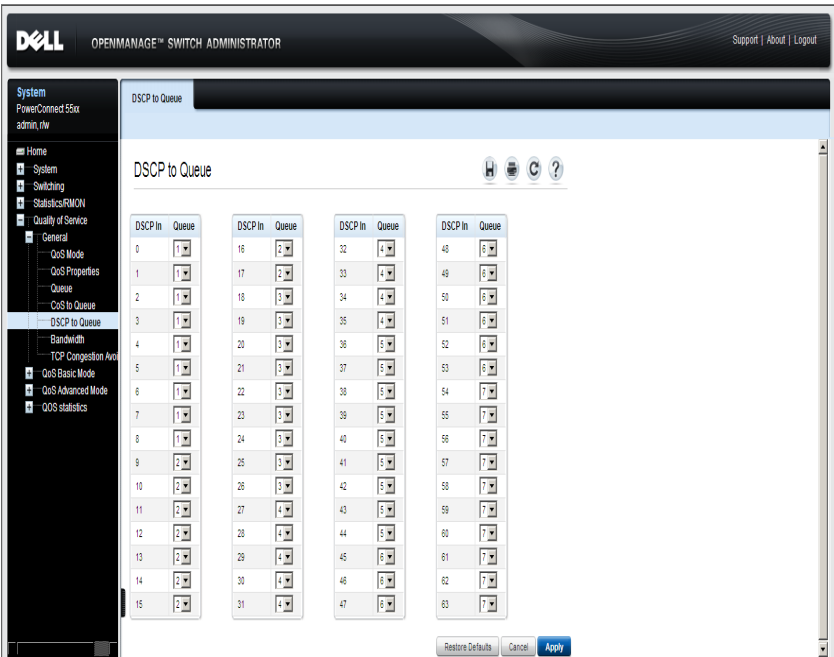 DELL OPENMANAGE™ SWITCH ADMINISTRATOR Support | About | Logout
System
PowerConnect 55xx
admin, r/w
Home
System
Switching
Statistics/RMON
Quality of Service
General
QoS Mode
QoS Properties
Queue
CoS to Queue
DSCP to Queue
Bandwidth
TCP Congestion Avoi
QoS Basic Mode
QoS Advanced Mode
QOS statistics
DSCP to Queue
DSCP to Queue
H C ?
DSCP In Queue DSCP In Queue DSCP In Queue DSCP In Queue
0 1 16 2 32 4 48 6
1 1 17 2 33 4 49 6
2 1 18 3 34 4 50 6
3 1 19 3 35 4 51 6
4 1 20 3 36 5 52 6
5 1 21 3 37 5 53 6
6 1 22 3 38 5 54 7
7 1 23 3 39 5 55 7
8 1 24 3 40 5 56 7
9 2 25 3 41 5 57 7
10 2 26 3 42 5 58 7
11 2 27 4 43 5 59 7
12 2 28 4 44 5 60 7
13 2 29 4 45 6 61 7
14 2 30 4 46 6 62 7
15 2 31 4 47 6 63 7
Restore Defaults Cancel Apply